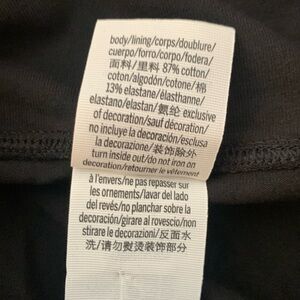 body/lining/corps/doublure/
cuerpo/forro/corpo/fodera/
面料/里料 87% cotton/
coton/algodón/cotone/棉
13% elastane/élasthanne/
elastano/elastan/氨纶 exclusive
of decoration/sauf décoration/
no incluye la decoración/esclusa
la decorazione/装饰除外
turn inside out/do not iron on
decoration/retourner le vêtement
à l'envers/ne pas repasser sur
les ornements/lavar del lado
del revés/no planchar sobre la
decoración/girare al rovescio/non
stirare le decorazioni/反面水
洗/请勿熨烫装饰部分